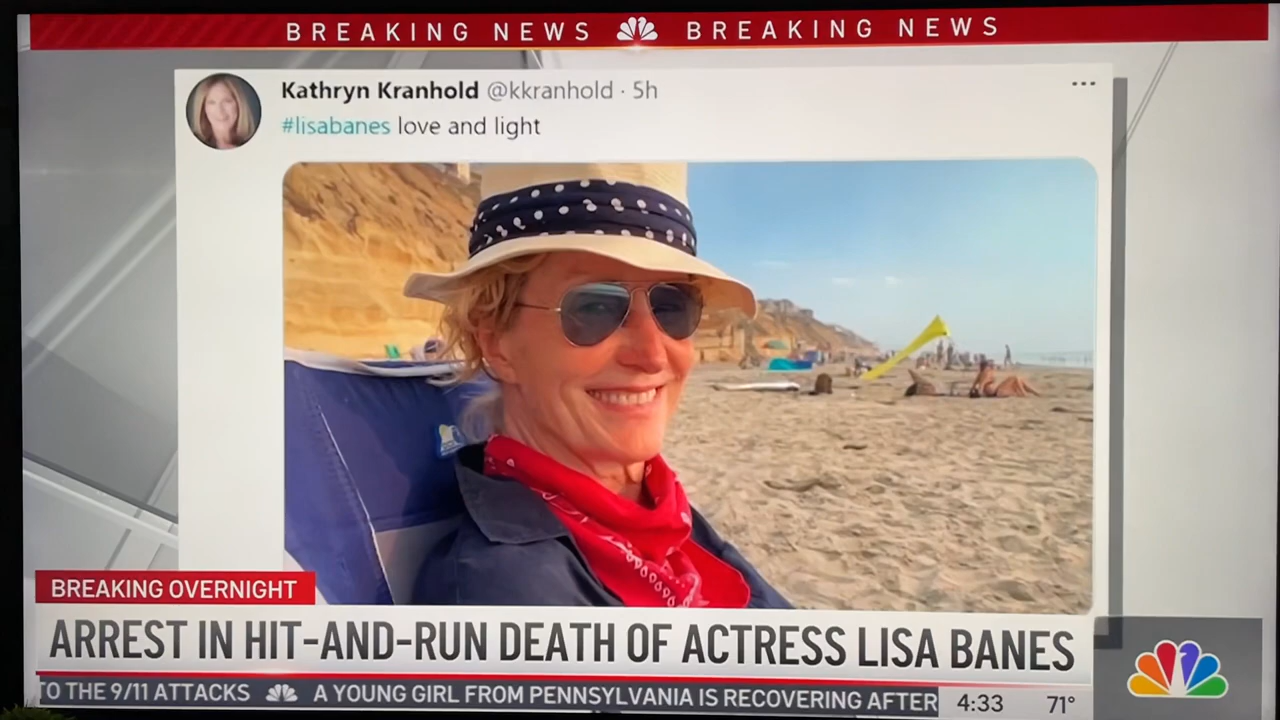 BREAKING NEWS BREAKING NEWS
Kathryn Kranhold @kkranhold · 5h
#lisabanes love and light
BREAKING OVERNIGHT
ARREST IN HIT-AND-RUN DEATH OF ACTRESS LISA BANES
TO THE 9/11 ATTACKS A YOUNG GIRL FROM PENNSYLVANIA IS RECOVERING AFTER 4:33 71°